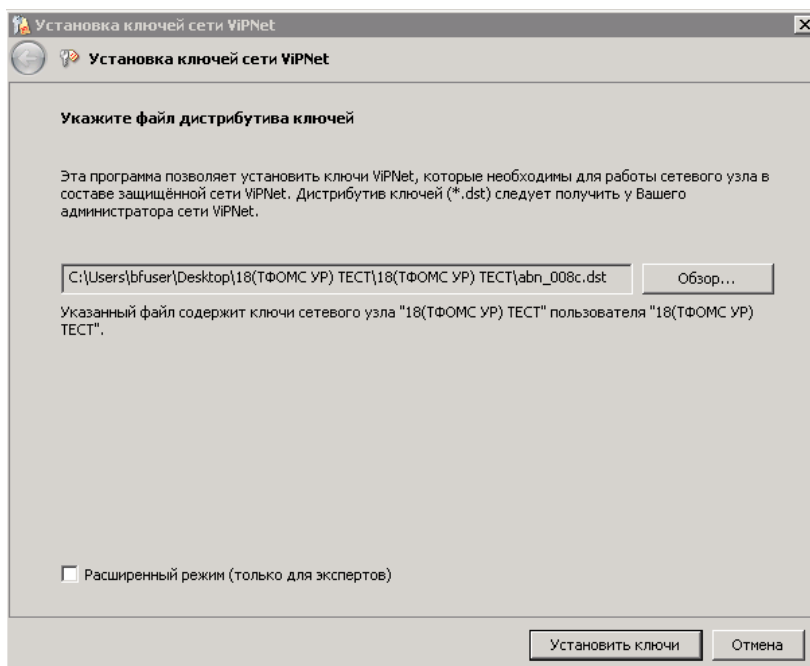 Установка ключей сети ViPNet
Установка ключей сети ViPNet
Укажите файл дистрибутива ключей
Эта программа позволяет установить ключи ViPNet, которые необходимы для работы сетевого узла в
составе защищённой сети ViPNet. Дистрибутив ключей (*.dst) следует получить у Вашего
администратора сети ViPNet.
C:\Users\bfuser\Desktop\18(ТФОМС УР) ТЕСТ\18(ТФОМС УР) ТЕСТ\abn_008c.dst
Обзор...
Указанный файл содержит ключи сетевого узла "18(ТФОМС УР) ТЕСТ" пользователя "18(ТФОМС УР)
ТЕСТ".
Расширенный режим (только для экспертов)
Установить ключи
Отмена